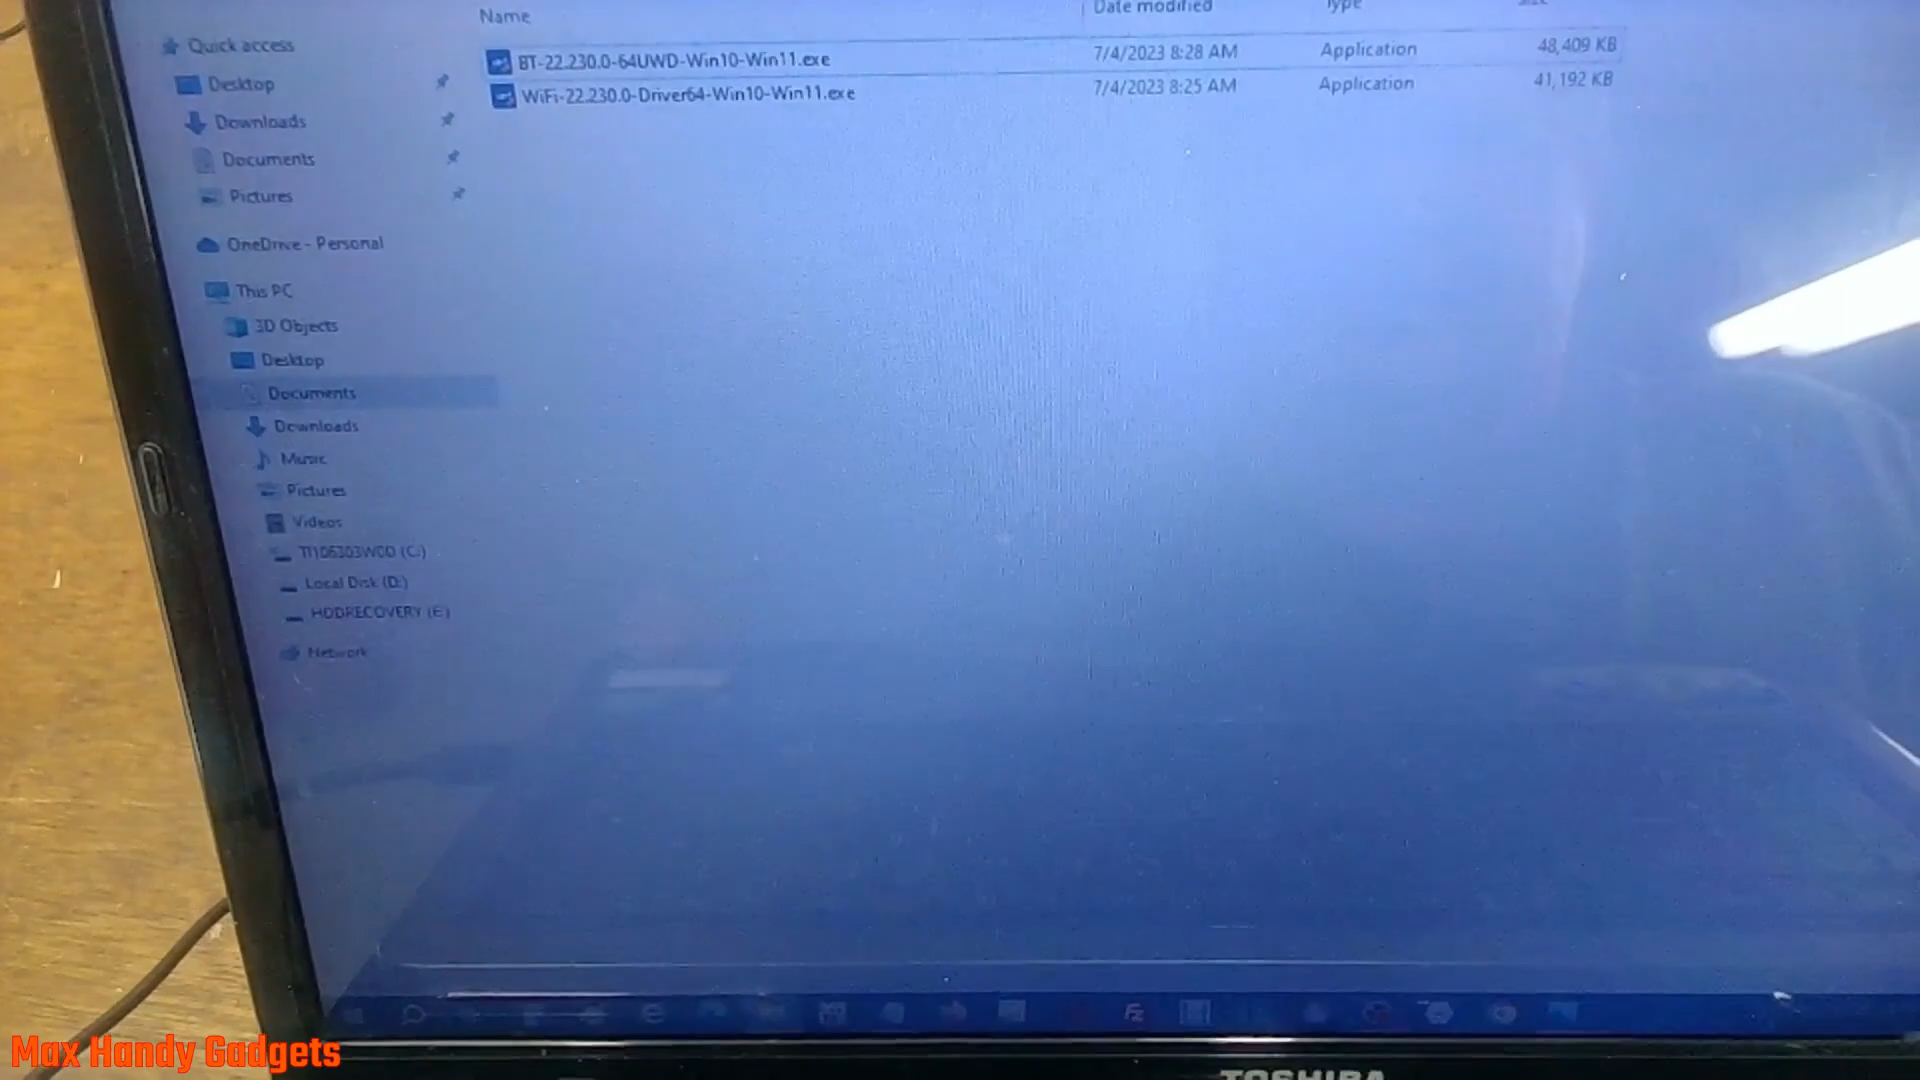 Name Date modified Type
Quick access
BT-22.230.0-64UWD-Win10-Win11.exe 7/4/2023 8:28 AM Application 48,409 KB
Desktop
WiFi-22.230.0-Driver64-Win10-Win11.exe 7/4/2023 8:25 AM Application 41,192 KB
Downloads
Documents
Pictures
OneDrive - Personal
This PC
3D Objects
Desktop
Documents
Downloads
Music
Pictures
Videos
TI106303W0D (C:)
Local Disk (D:)
HDDRECOVERY (E:)
Network
Max Handy Gadgets
TOSHIBA